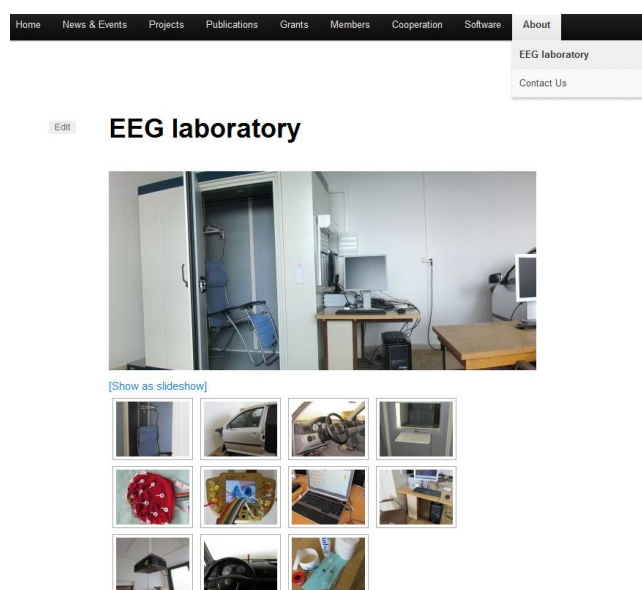 Home News & Events Projects Publications Grants Members Cooperation Software About
EEG laboratory
Contact Us
Edit
EEG laboratory
[Show as slideshow]